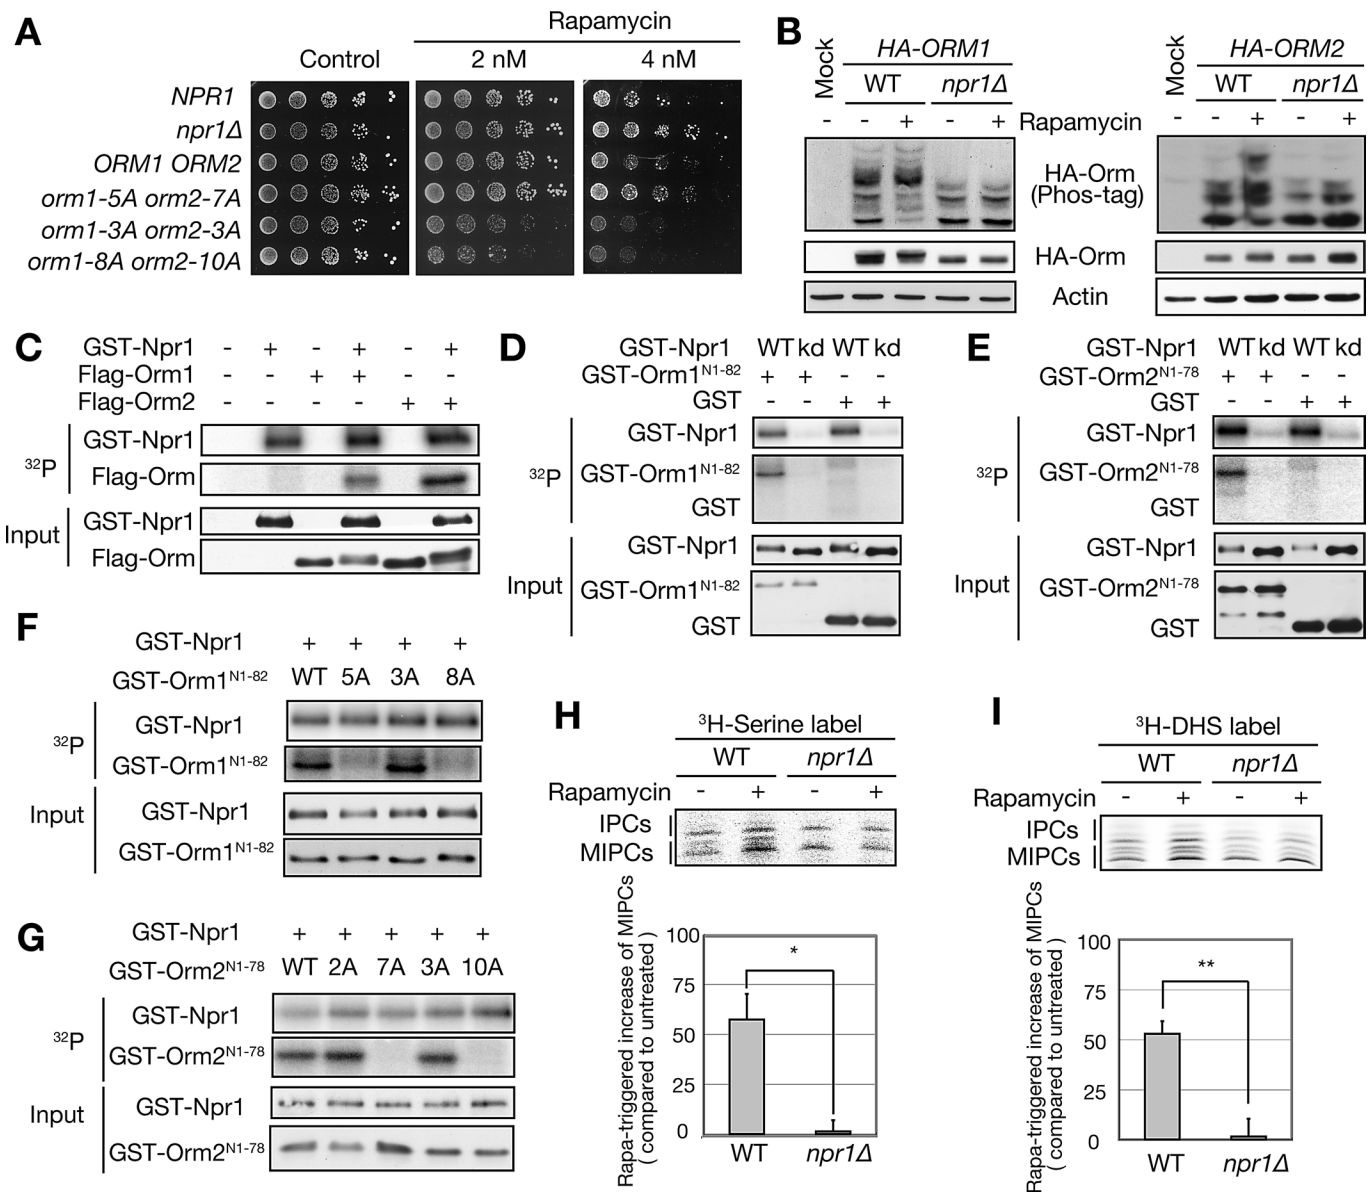 A
Rapamycin
Control
2 nM
4 nM
NPR1
npr1Δ
ORM1 ORM2
orm1-5A orm2-7A
orm1-3A orm2-3A
orm1-8A orm2-10A
B
Mock
HA-ORM1
WT
npr1Δ
- - + - +
Rapamycin
Mock
HA-ORM2
WT
npr1Δ
- - + - +
HA-Orm
(Phos-tag)
HA-Orm
Actin
C
GST-Npr1 - + - + - +
Flag-Orm1 - - + + - -
Flag-Orm2 - - - - + +
32P
GST-Npr1
Flag-Orm
Input
GST-Npr1
Flag-Orm
D
GST-Npr1 WT kd WT kd
GST-Orm1N1-82 + + - -
GST - - + +
32P
GST-Npr1
GST-Orm1N1-82
GST
Input
GST-Npr1
GST-Orm1N1-82
GST
E
GST-Npr1 WT kd WT kd
GST-Orm2N1-78 + + - -
GST - - + +
32P
GST-Npr1
GST-Orm2N1-78
GST
Input
GST-Npr1
GST-Orm2N1-78
GST
F
GST-Npr1 + + + +
GST-Orm1N1-82 WT 5A 3A 8A
32P
GST-Npr1
GST-Orm1N1-82
Input
GST-Npr1
GST-Orm1N1-82
G
GST-Npr1 + + + + +
GST-Orm2N1-78 WT 2A 7A 3A 10A
32P
GST-Npr1
GST-Orm2N1-78
Input
GST-Npr1
GST-Orm2N1-78
H
3H-Serine label
WT
npr1Δ
Rapamycin - + - +
IPCs
MIPCs
Rapa-triggered increase of MIPCs
( compared to untreated )
100
75
50
25
0
*
WT
npr1Δ
I
3H-DHS label
WT
npr1Δ
Rapamycin - + - +
IPCs
MIPCs
Rapa-triggered increase of MIPCs
( compared to untreated )
100
75
50
25
0
**
WT
npr1Δ